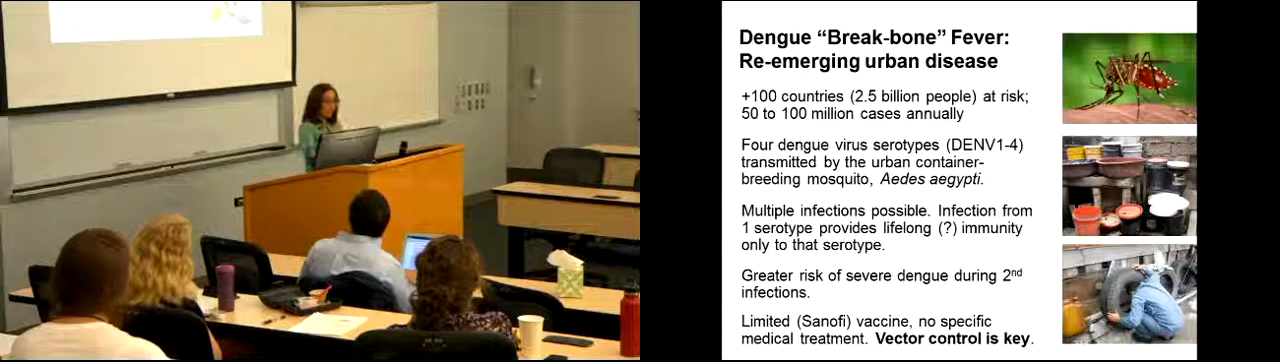 Dengue “Break-bone” Fever:
Re-emerging urban disease
+100 countries (2.5 billion people) at risk;
50 to 100 million cases annually
Four dengue virus serotypes (DENV1-4)
transmitted by the urban container-
breeding mosquito, Aedes aegypti.
Multiple infections possible. Infection from
1 serotype provides lifelong (?) immunity
only to that serotype.
Greater risk of severe dengue during 2nd
infections.
Limited (Sanofi) vaccine, no specific
medical treatment. Vector control is key.